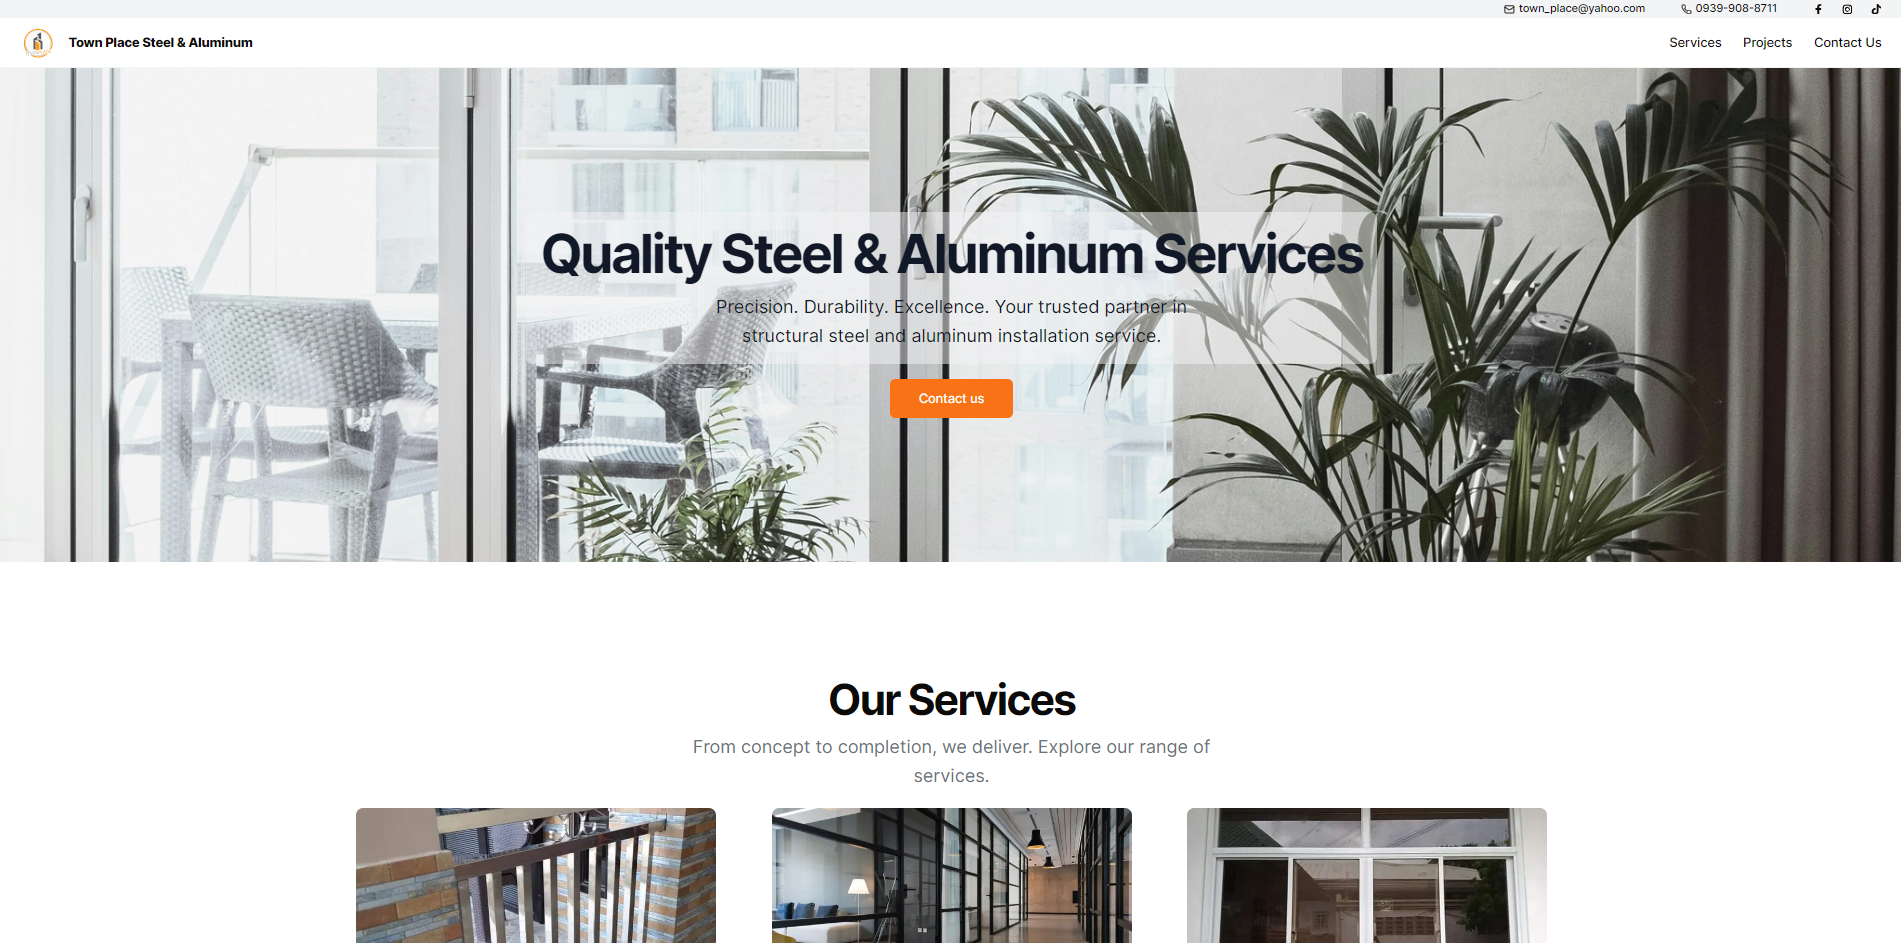 town_place@yahoo.com 0939-908-8711
Town Place Steel & Aluminum Services Projects Contact Us
Quality Steel & Aluminum Services
Precision. Durability. Excellence. Your trusted partner in
structural steel and aluminum installation service.
Contact us
Our Services
From concept to completion, we deliver. Explore our range of
services.